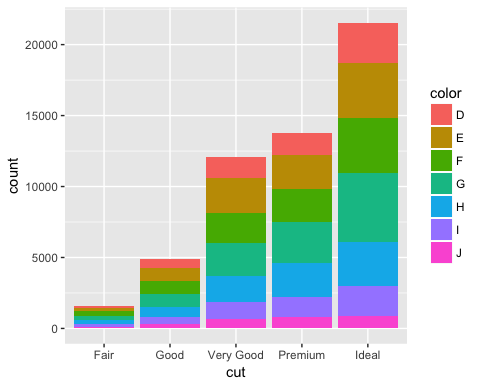 20000
15000
10000
5000
0
count
Fair Good Very Good Premium Ideal
cut
color
D
E
F
G
H
I
J